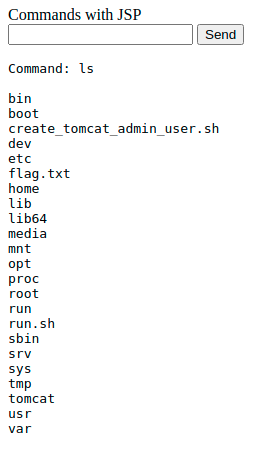 Commands with JSP
Send
Command: ls
bin
boot
create_tomcat_admin_user.sh
dev
etc
flag.txt
home
lib
lib64
media
mnt
opt
proc
root
run
run.sh
sbin
srv
sys
tmp
tomcat
usr
var